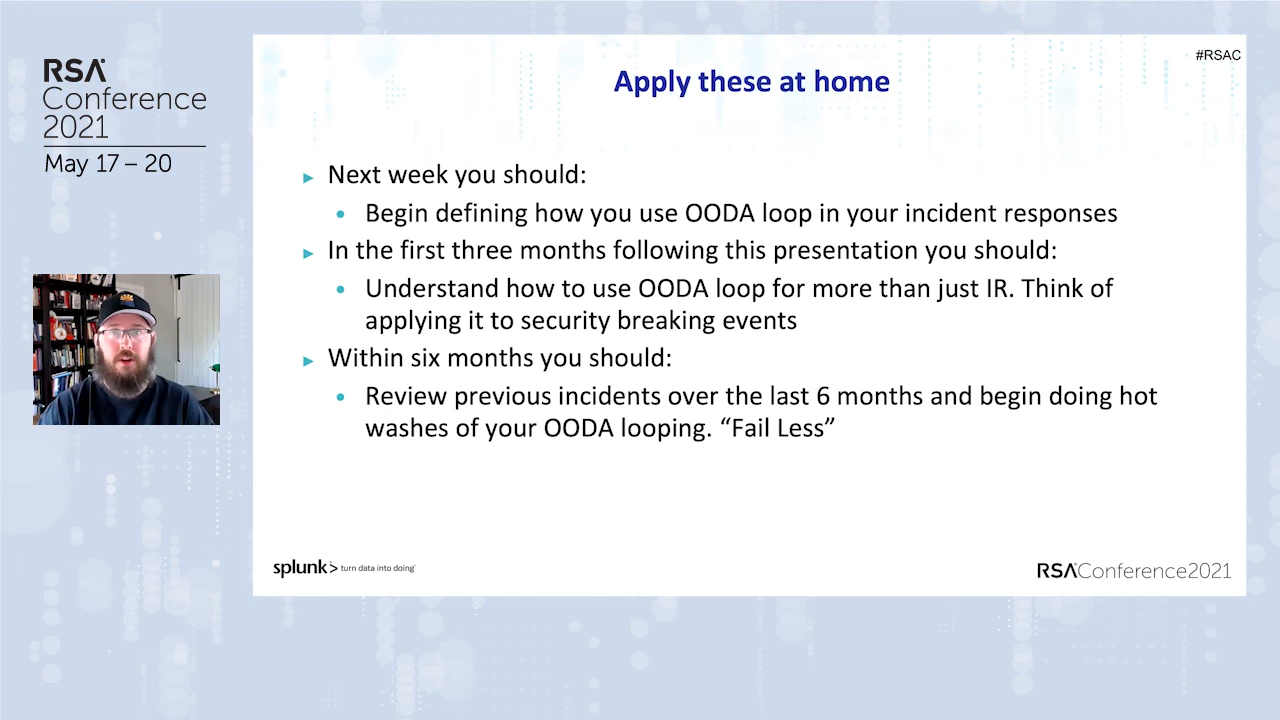 RSA
Conference
2021
May 17 – 20
#RSAC
Apply these at home
► Next week you should:
• Begin defining how you use OODA loop in your incident responses
► In the first three months following this presentation you should:
• Understand how to use OODA loop for more than just IR. Think of
applying it to security breaking events
► Within six months you should:
• Review previous incidents over the last 6 months and begin doing hot
washes of your OODA looping. “Fail Less”
splunk> turn data into doing
RSAConference2021